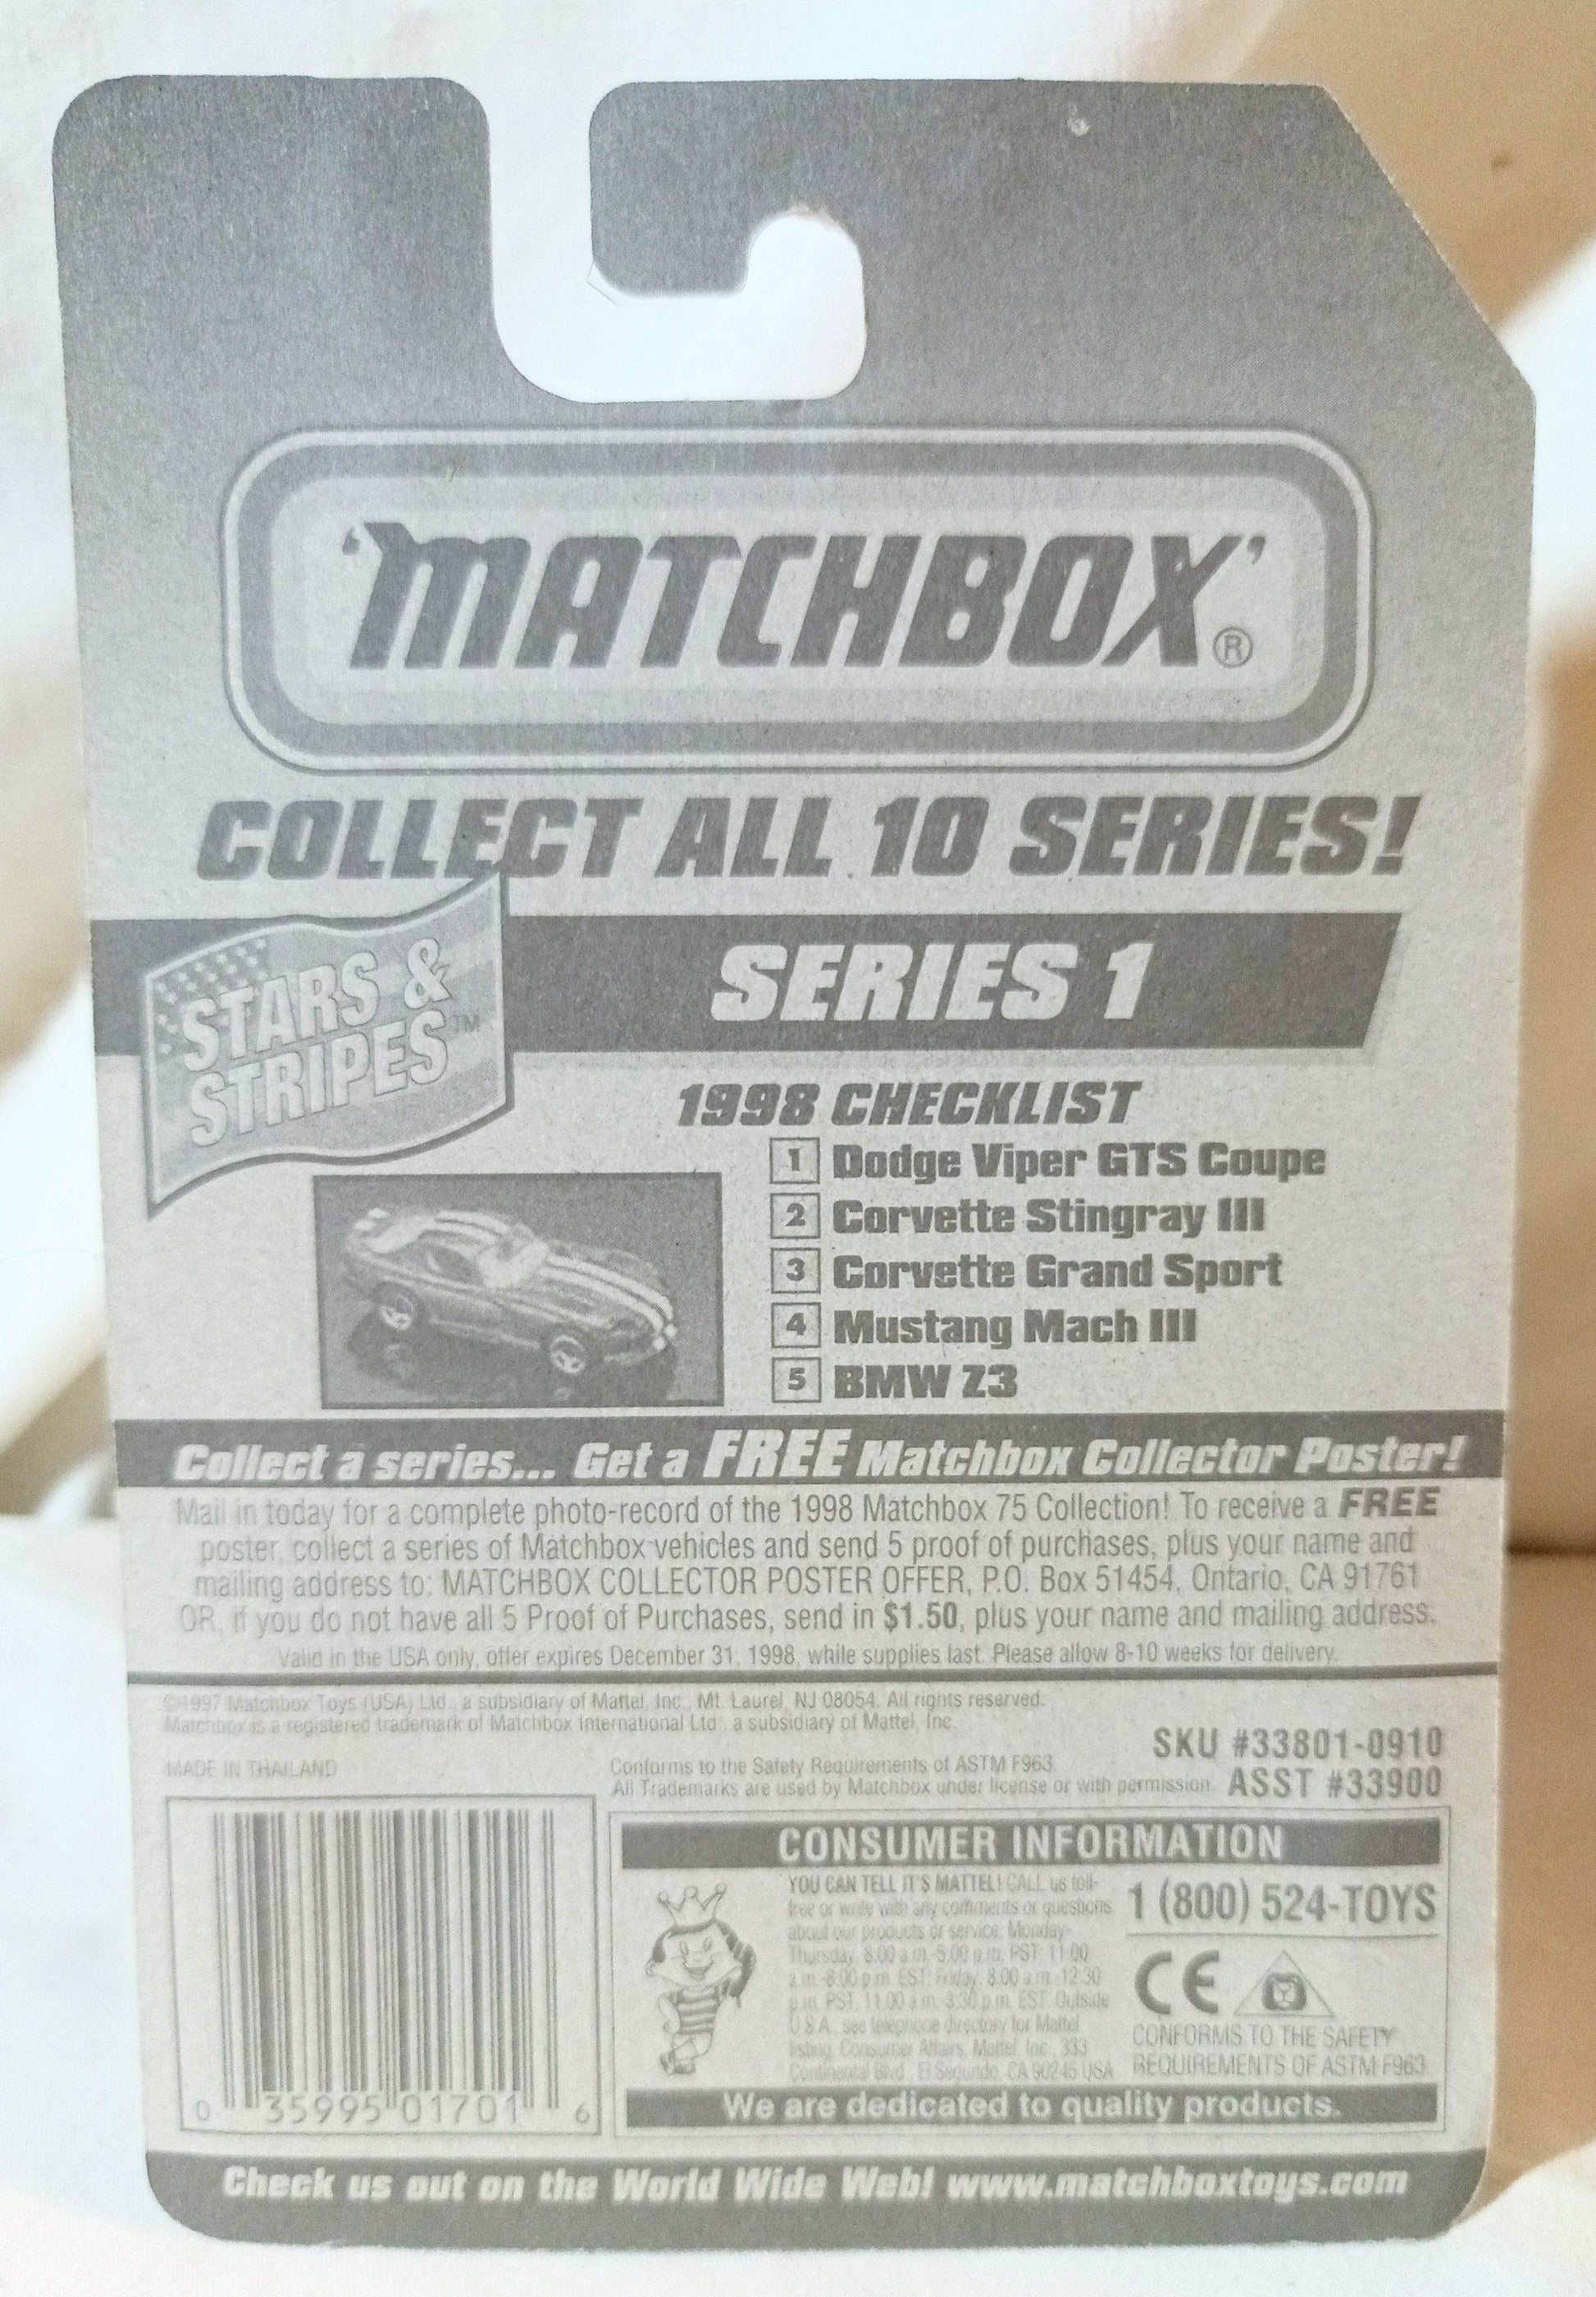 'MATCHBOX'®
COLLECT ALL 10 SERIES!
STARS &
STRIPES™
SERIES 1
1998 CHECKLIST
1 Dodge Viper GTS Coupe
2 Corvette Stingray III
3 Corvette Grand Sport
4 Mustang Mach III
5 BMW Z3
Collect a series... Get a FREE Matchbox Collector Poster!
Mail in today for a complete photo-record of the 1998 Matchbox 75 Collection! To receive a FREE
poster, collect a series of Matchbox vehicles and send 5 proof of purchases, plus your name and
mailing address to: MATCHBOX COLLECTOR POSTER OFFER, P.O. Box 51454, Ontario, CA 91761
OR, if you do not have all 5 Proof of Purchases, send in $1.50, plus your name and mailing address.
Valid in the USA only, offer expires December 31, 1998, while supplies last. Please allow 8-10 weeks for delivery.
©1997 Matchbox Toys (USA) Ltd., a subsidiary of Mattel, Inc., Mt. Laurel, NJ 08054. All rights reserved.
Matchbox is a registered trademark of Matchbox International Ltd., a subsidiary of Mattel, Inc.
MADE IN THAILAND
Conforms to the Safety Requirements of ASTM F963.
All Trademarks are used by Matchbox under license or with permission.
SKU #33801-0910
ASST #33900
0 35995 01701 6
CONSUMER INFORMATION
YOU CAN TELL IT'S MATTEL! CALL us toll-
free or write with any comments or questions
about our products or service. Monday-
Thursday, 8:00 a.m.-5:00 p.m. PST, 11:00
a.m.-8:00 p.m. EST; Friday, 8:00 a.m.-12:30
p.m. PST, 11:00 a.m.-3:30 p.m. EST. Outside
U.S.A., see telephone directory for Mattel
listing. Consumer Affairs, Mattel, Inc., 333
Continental Blvd., El Segundo, CA 90245 USA
1 (800) 524-TOYS
CE
CONFORMS TO THE SAFETY
REQUIREMENTS OF ASTM F963.
We are dedicated to quality products.
Check us out on the World Wide Web! www.matchboxtoys.com